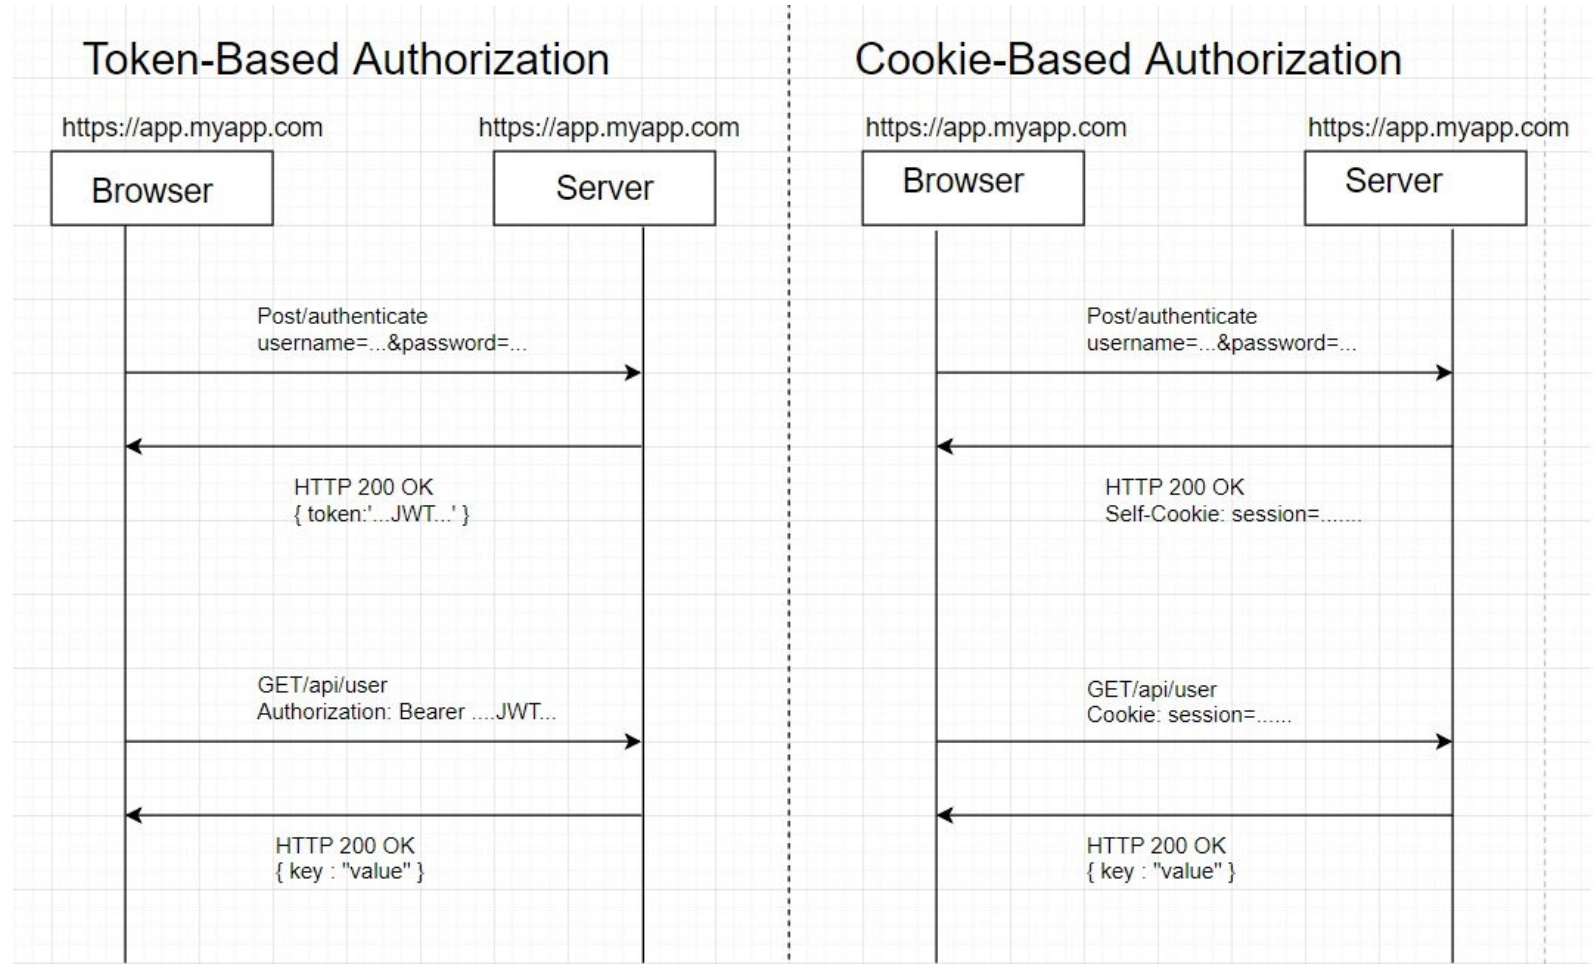 Token-Based Authorization
https://app.myapp.com
https://app.myapp.com
Browser
Server
Post/authenticate
username=...&password=...
HTTP 200 OK
{ token:'...JWT...' }
GET/api/user
Authorization: Bearer ....JWT...
HTTP 200 OK
{ key : "value" }
Cookie-Based Authorization
https://app.myapp.com
https://app.myapp.com
Browser
Server
Post/authenticate
username=...&password=...
HTTP 200 OK
Self-Cookie: session=.......
GET/api/user
Cookie: session=......
HTTP 200 OK
{ key : "value" }